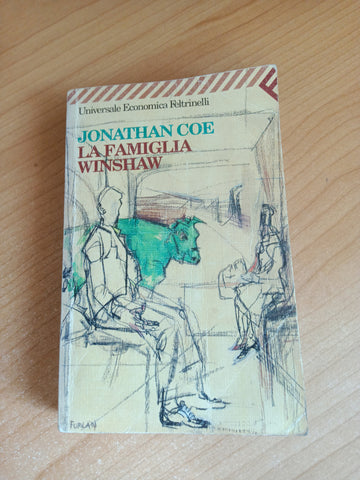 Universale Economica Feltrinelli
JONATHAN COE
LA FAMIGLIA
WINSHAW
FURLAN